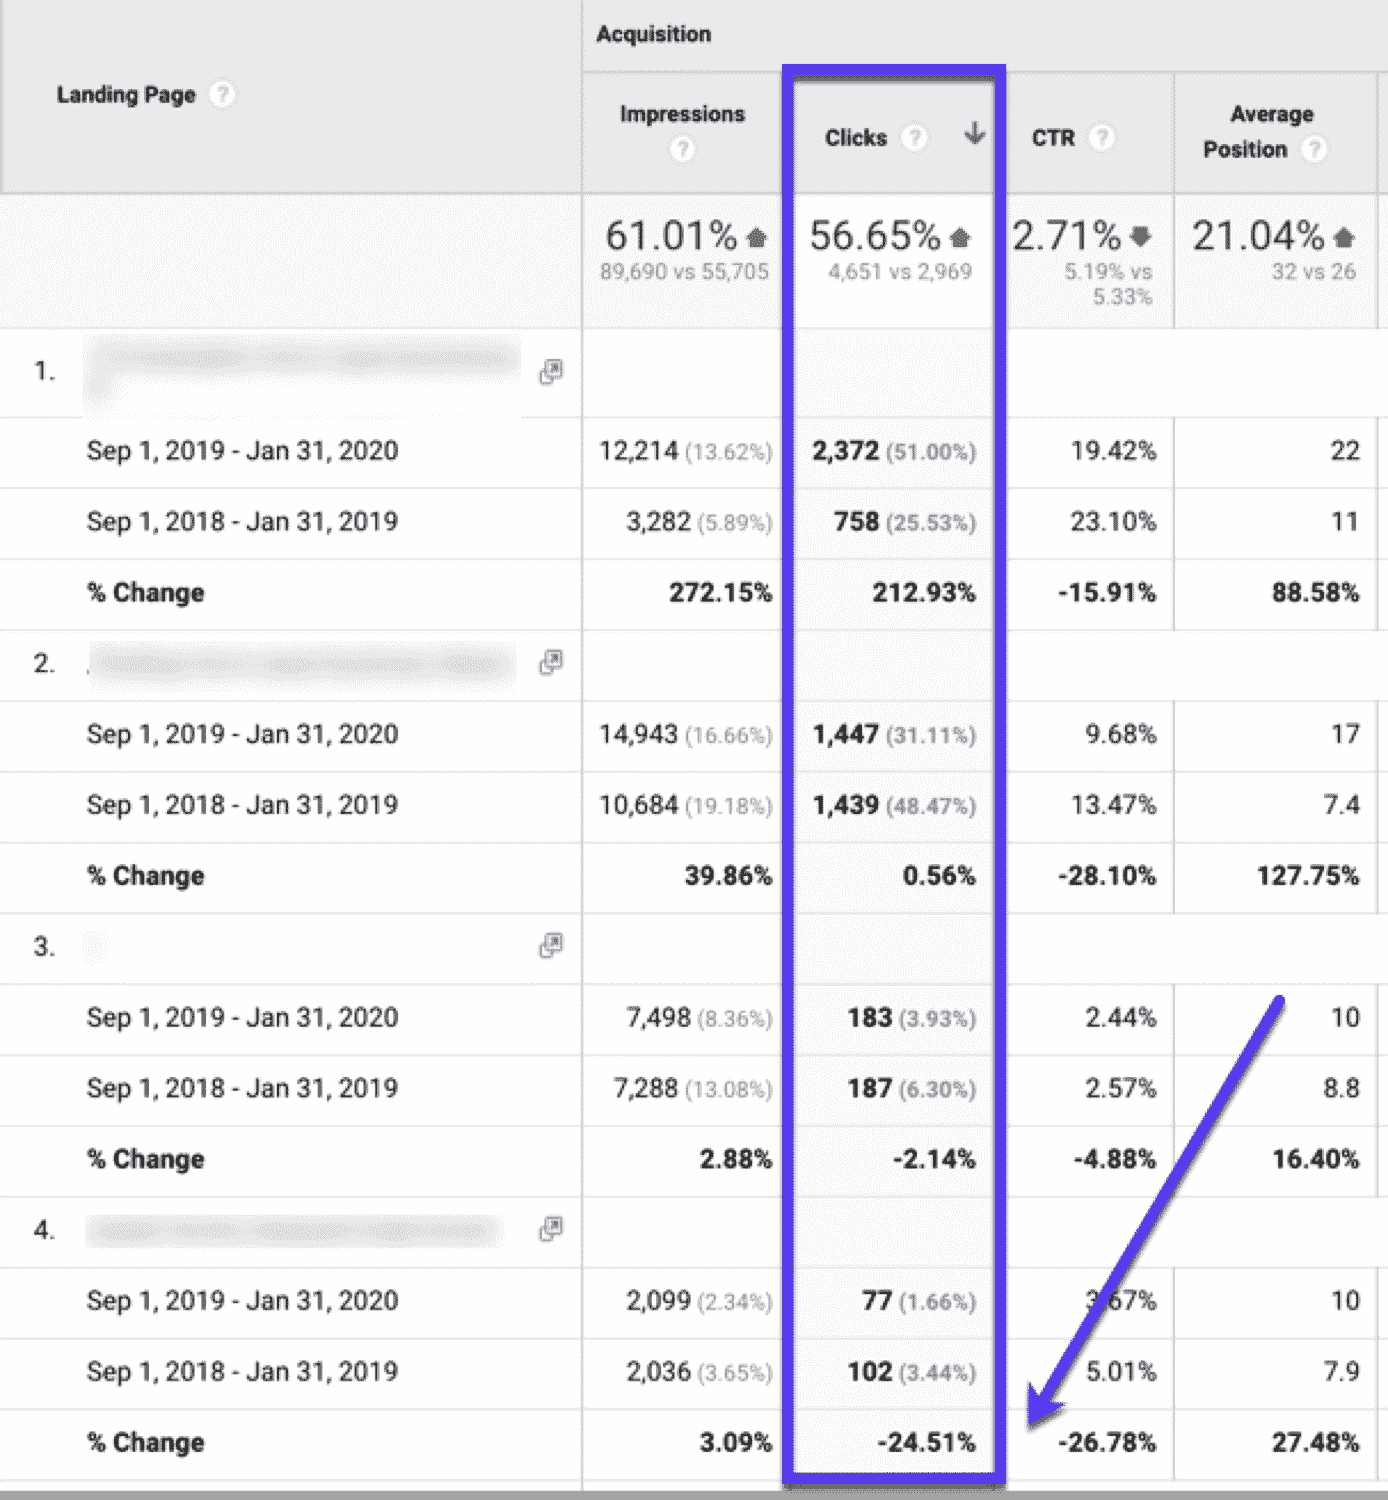 Acquisition
Landing Page ?
Impressions ?
Clicks ?
CTR ?
Average Position ?
61.01% 56.65% 2.71% 21.04%
89,690 vs 55,705 4,651 vs 2,969 5.19% vs 5.33% 32 vs 26
1.
Sep 1, 2019 - Jan 31, 2020 12,214 (13.62%) 2,372 (51.00%) 19.42% 22
Sep 1, 2018 - Jan 31, 2019 3,282 (5.89%) 758 (25.53%) 23.10% 11
% Change 272.15% 212.93% -15.91% 88.58%
2.
Sep 1, 2019 - Jan 31, 2020 14,943 (16.66%) 1,447 (31.11%) 9.68% 17
Sep 1, 2018 - Jan 31, 2019 10,684 (19.18%) 1,439 (48.47%) 13.47% 7.4
% Change 39.86% 0.56% -28.10% 127.75%
3.
Sep 1, 2019 - Jan 31, 2020 7,498 (8.36%) 183 (3.93%) 2.44% 10
Sep 1, 2018 - Jan 31, 2019 7,288 (13.08%) 187 (6.30%) 2.57% 8.8
% Change 2.88% -2.14% -4.88% 16.40%
4.
Sep 1, 2019 - Jan 31, 2020 2,099 (2.34%) 77 (1.66%) 3.67% 10
Sep 1, 2018 - Jan 31, 2019 2,036 (3.65%) 102 (3.44%) 5.01% 7.9
% Change 3.09% -24.51% -26.78% 27.48%